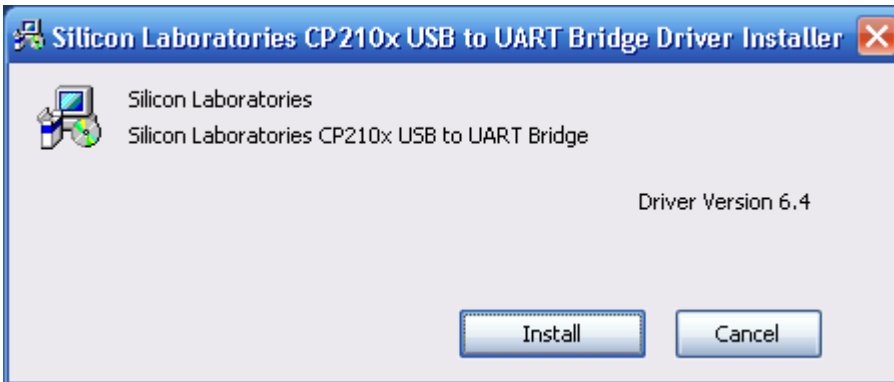 Silicon Laboratories CP210x USB to UART Bridge Driver Installer
Silicon Laboratories
Silicon Laboratories CP210x USB to UART Bridge
Driver Version 6.4
Install Cancel